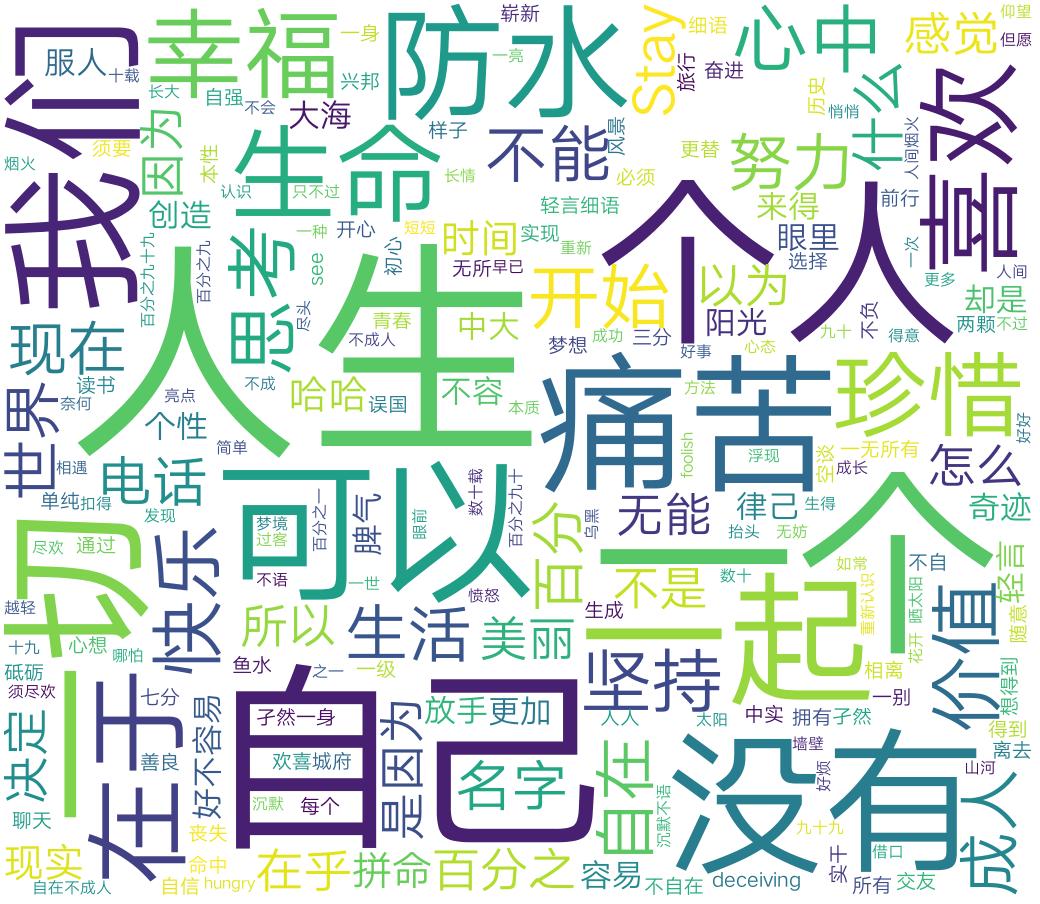 我们
服人
十载
幸福
一身
防水
崭新
一亮
Stay
细语
旅行
奋进
心中
感觉
仰望
但愿
长大
自强
不会
兴邦
大海
样子
不能
风景
历史
悄悄
什么
喜欢
烟火
须要
因为
本性
生命
认识
只不过
长情
必须
更替
努力
人间烟火
创造
轻言细语
来得
前行
眼里
选择
一次
人间
更多
百分之九十九
百分之九
思考
see
一种
开心
初心
短短
时间
实现
重新
无所
早已
个人
开始
以为
阳光
却是
两颗
不过
人生
尽头
青春
不成人
中大
梦想
成功
三分
好事
心态
九十
不负
得意
现在
读书
奈何
亮点
不成
哈哈
误国
不容
本质
痛苦
方法
珍惜
世界
个性
简单
foolish
浮现
空谈
一无所有
成长
好好
怎么
相遇
电话
单纯
扣得
发现
可以
梦境
过客
百分之一
脾气
眼前
数十载
百分之九十
乌黑
无能
律己
生得
抬头
无妨
奇迹
一切
尽欢
通过
快乐
不语
一世
愤怒
百分
一个
不是
数十
如常
不自
轻言
越轻
十九
心想
哪怕
所以
生活
美丽
生成
一起
重新认识
晒太阳
花开
价值
随意
砥砺
须尽欢
鱼水
之一
一级
坚持
相离
一别
想得到
在于
七分
善良
好不容易
自己
孑然一身
欢喜
城府
沉默
每个
是因为
放手
更加
名字
人人
太阳
中实
拥有
孑然
得到
离去
决定
聊天
自在
沉默不语
没有
墙壁
好烦
山河
九十九
成人
现实
丧失
命中
自在不成人
自信
hungry
在乎
拼命
百分之
容易
不自在
deceiving
实干
借口
所有
交友